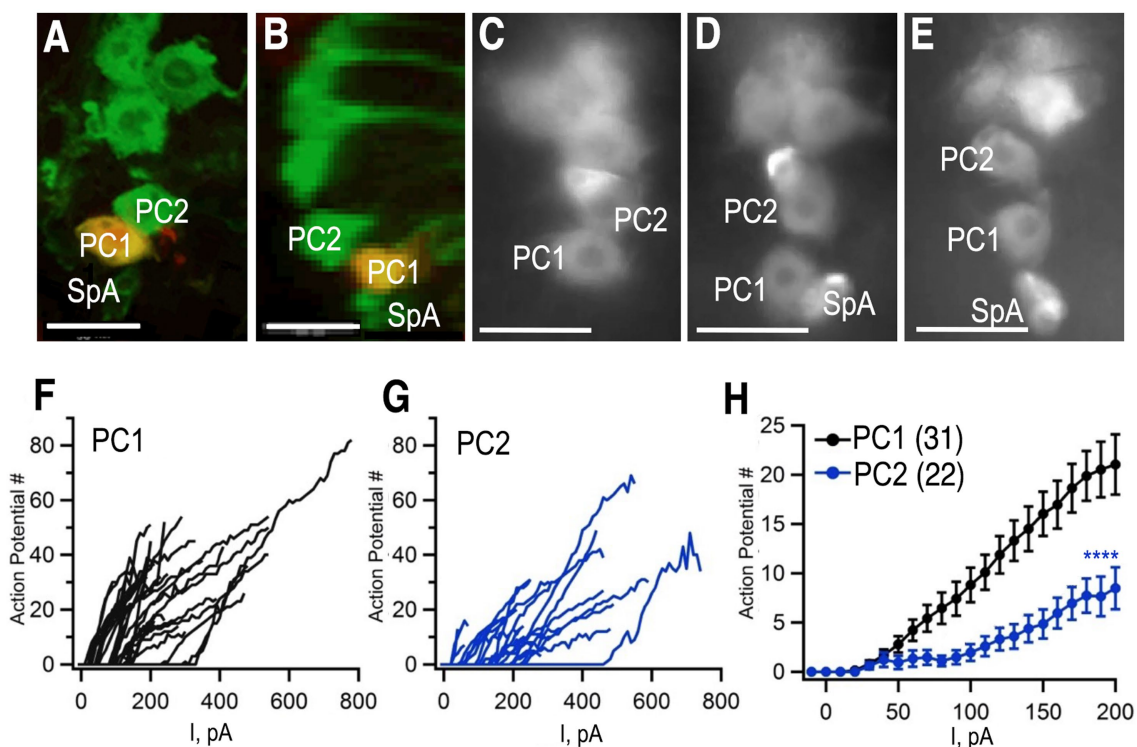 A
PC2
PC1
SpA
B
PC2
PC1
SpA
C
PC2
PC1
D
PC2
PC1
SpA
E
PC2
PC1
SpA
F
PC1
Action Potential #
80
60
40
20
0
0 200 400 600 800
I, pA
G
PC2
Action Potential #
80
60
40
20
0
0 200 400 600 800
I, pA
H
PC1 (31)
PC2 (22)
****
Action Potential #
25
20
15
10
5
0
0 50 100 150 200
I, pA